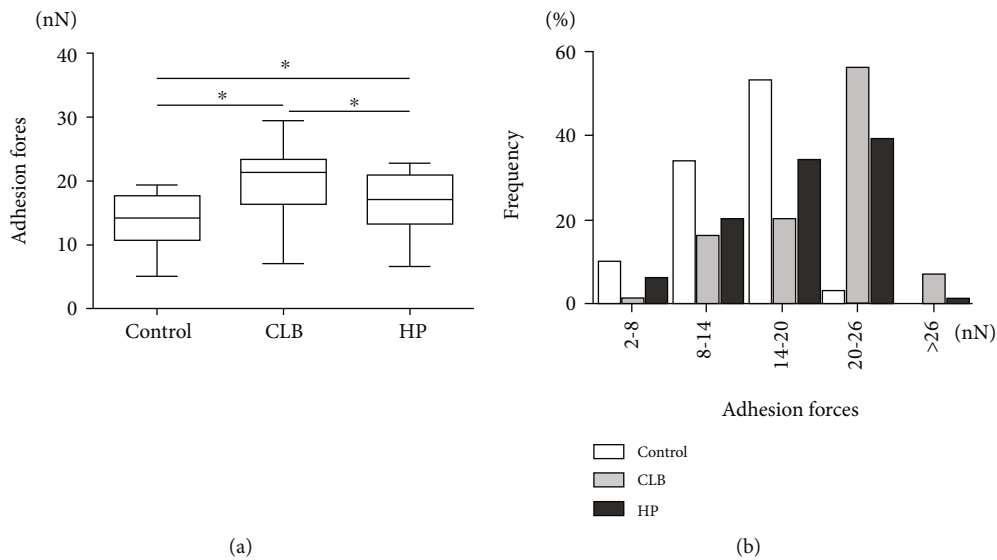 (nN)
40
30
20
10
0
Adhesion fores
*
*
*
Control
CLB
HP
(a)
(%)
60
40
20
0
Frequency
2-8
8-14
14-20
20-26
>26
(nN)
Adhesion forces
Control
CLB
HP
(b)